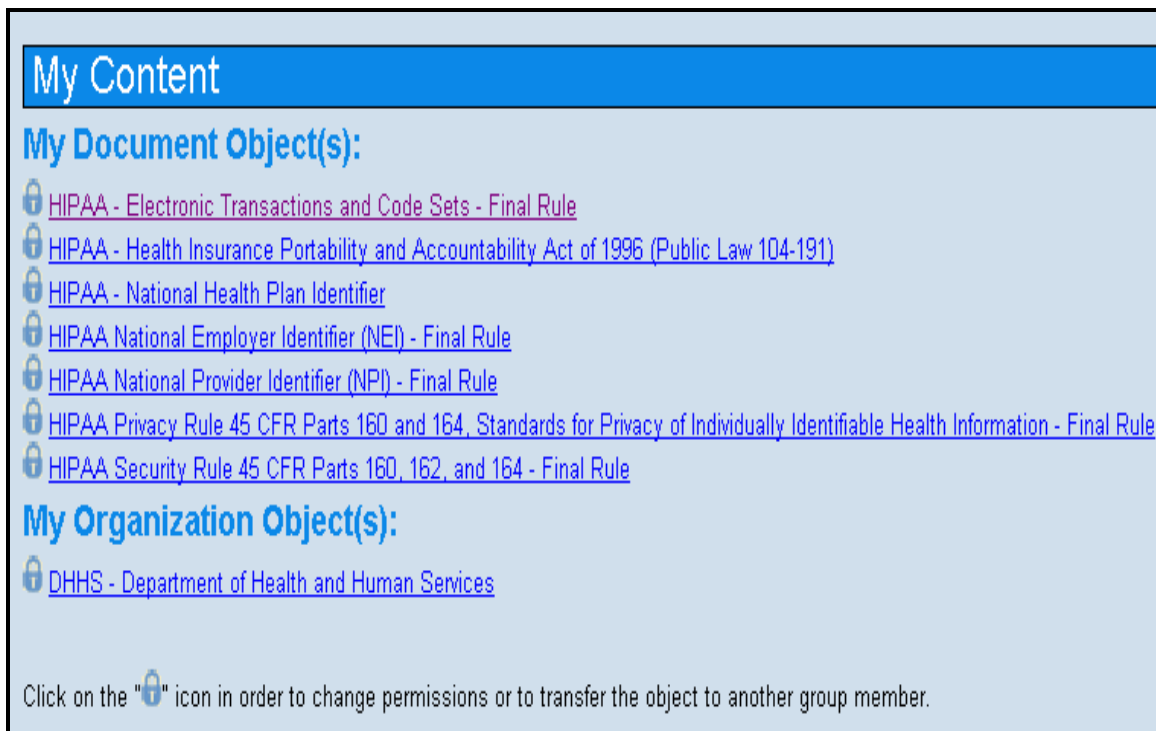 My Content
My Document Object(s):
HIPAA - Electronic Transactions and Code Sets - Final Rule
HIPAA - Health Insurance Portability and Accountability Act of 1996 (Public Law 104-191)
HIPAA - National Health Plan Identifier
HIPAA National Employer Identifier (NEI) - Final Rule
HIPAA National Provider Identifier (NPI) - Final Rule
HIPAA Privacy Rule 45 CFR Parts 160 and 164, Standards for Privacy of Individually Identifiable Health Information - Final Rule
HIPAA Security Rule 45 CFR Parts 160, 162, and 164 - Final Rule
My Organization Object(s):
DHHS - Department of Health and Human Services
Click on the "" icon in order to change permissions or to transfer the object to another group member.